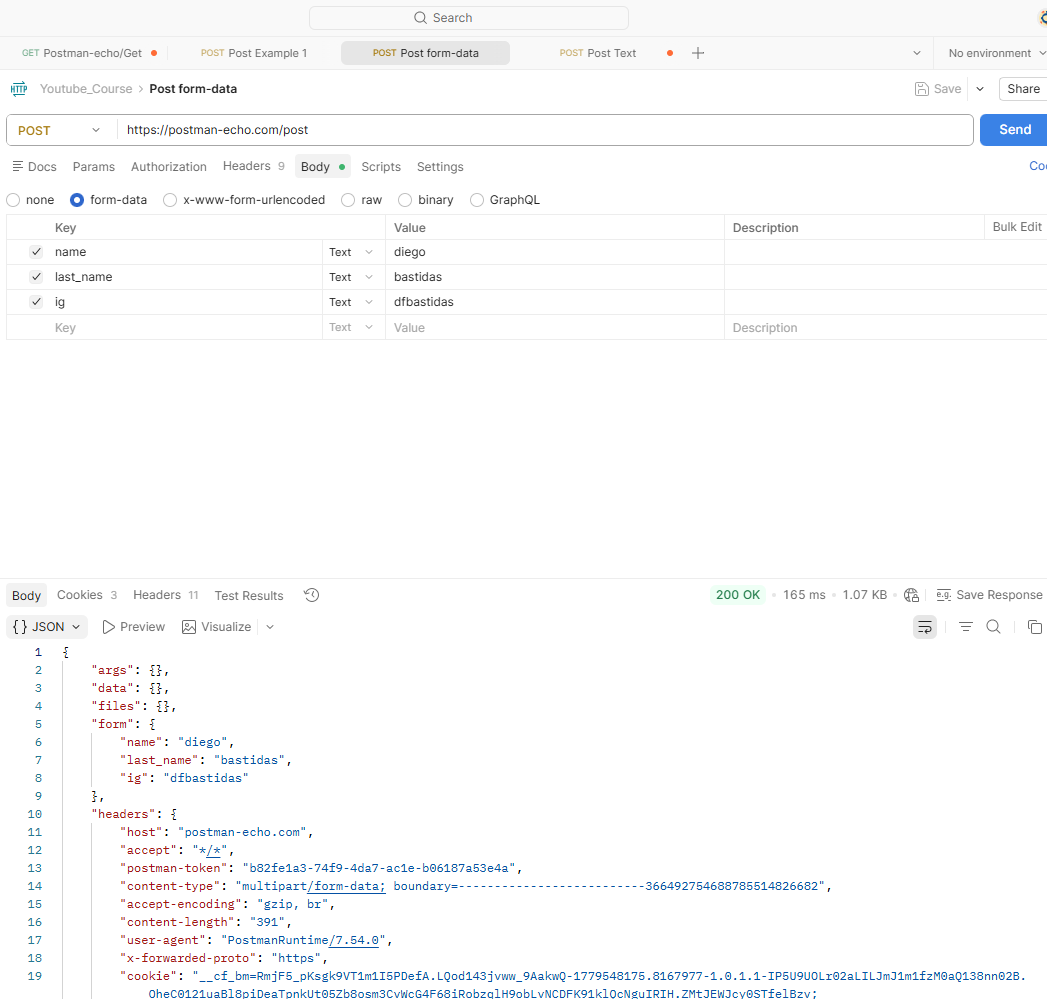 Search
GET Postman-echo/Get POST Post Example 1 POST Post form-data POST Post Text No environment
HTTP Youtube_Course > Post form-data Save Share
POST https://postman-echo.com/post Send
Docs Params Authorization Headers 9 Body Scripts Settings Coo
none form-data x-www-form-urlencoded raw binary GraphQL
Key Value Description Bulk Edit
name Text diego
last_name Text bastidas
ig Text dfbastidas
Key Text Value Description
Body Cookies 3 Headers 11 Test Results 200 OK 165 ms 1.07 KB e.g. Save Response
{} JSON Preview Visualize
1 {
2 "args": {},
3 "data": {},
4 "files": {},
5 "form": {
6 "name": "diego",
7 "last_name": "bastidas",
8 "ig": "dfbastidas"
9 },
10 "headers": {
11 "host": "postman-echo.com",
12 "accept": "*/*",
13 "postman-token": "b82fe1a3-74f9-4da7-ac1e-b06187a53e4a",
14 "content-type": "multipart/form-data; boundary=--------------------------366492754688785514826682",
15 "accept-encoding": "gzip, br",
16 "content-length": "391",
17 "user-agent": "PostmanRuntime/7.54.0",
18 "x-forwarded-proto": "https",
19 "cookie": "__cf_bm=RmjF5_pKsgk9VT1m1I5PDefA.LQod143jvww_9AakwQ-1779548175.8167977-1.0.1.1-IP5U9UOLr02aLILJmJ1m1fzM0aQ138nn02B.